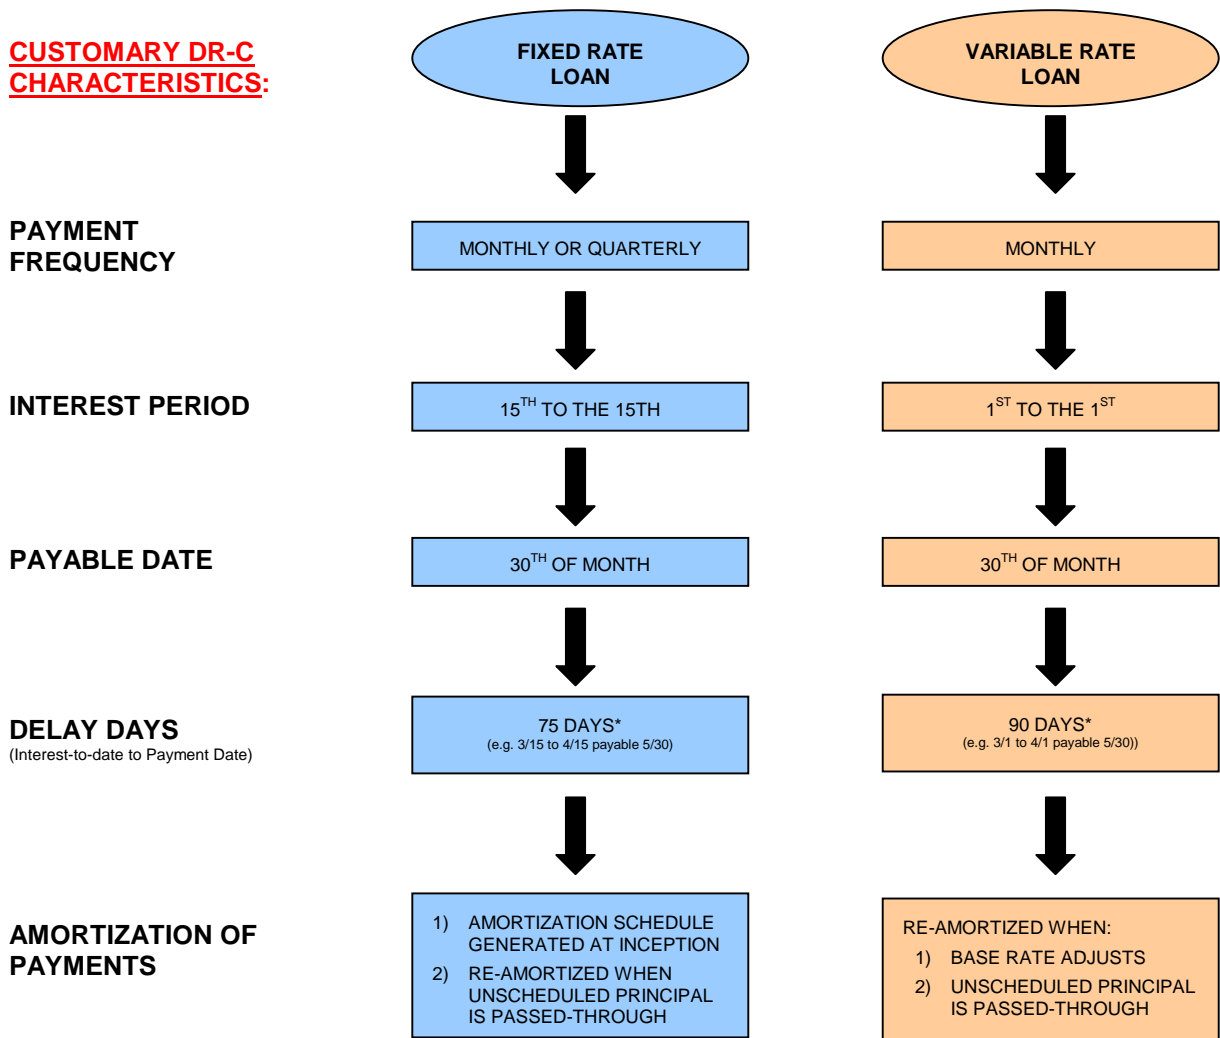 CUSTOMARY DR-C
CHARACTERISTICS:
FIXED RATE
LOAN
VARIABLE RATE
LOAN
PAYMENT
FREQUENCY
MONTHLY OR QUARTERLY
MONTHLY
INTEREST PERIOD
15TH TO THE 15TH
1ST TO THE 1ST
PAYABLE DATE
30TH OF MONTH
30TH OF MONTH
DELAY DAYS
(Interest-to-date to Payment Date)
75 DAYS*
(e.g. 3/15 to 4/15 payable 5/30)
90 DAYS*
(e.g. 3/1 to 4/1 payable 5/30))
AMORTIZATION OF
PAYMENTS
1) AMORTIZATION SCHEDULE
GENERATED AT INCEPTION
2) RE-AMORTIZED WHEN
UNSCHEDULED PRINCIPAL
IS PASSED-THROUGH
RE-AMORTIZED WHEN:
1) BASE RATE ADJUSTS
2) UNSCHEDULED PRINCIPAL
IS PASSED-THROUGH